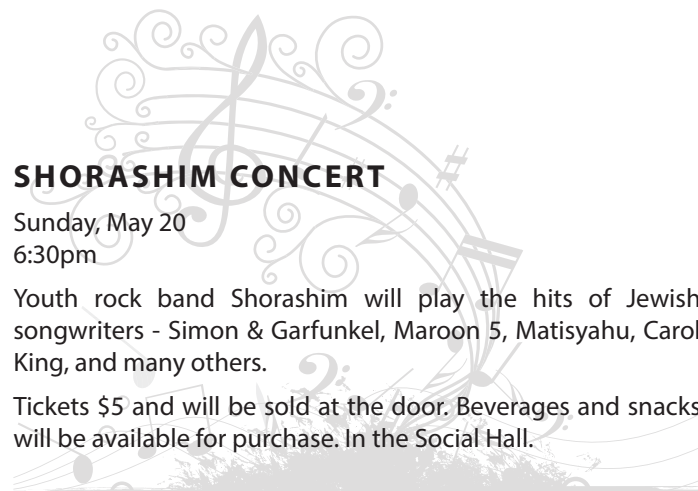 SHORASHIM CONCERT
Sunday, May 20
6:30pm
Youth rock band Shorashim will play the hits of Jewish
songwriters - Simon & Garfunkel, Maroon 5, Matisyahu, Carol
King, and many others.
Tickets $5 and will be sold at the door. Beverages and snacks
will be available for purchase. In the Social Hall.